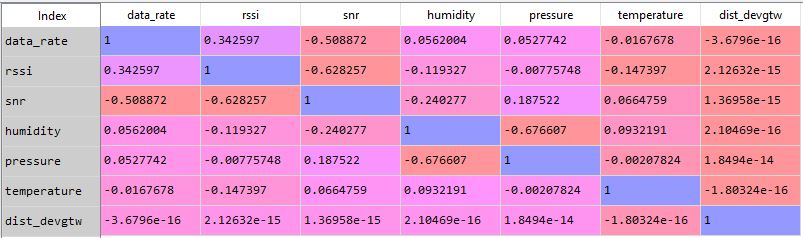 Index data_rate rssi snr humidity pressure temperature dist_devgtw
data_rate 1 0.342597 -0.508872 0.0562004 0.0527742 -0.0167678 -3.6796e-16
rssi 0.342597 1 -0.628257 -0.119327 -0.00775748 -0.147397 2.12632e-15
snr -0.508872 -0.628257 1 -0.240277 0.187522 0.0664759 1.36958e-15
humidity 0.0562004 -0.119327 -0.240277 1 -0.676607 0.0932191 2.10469e-16
pressure 0.0527742 -0.00775748 0.187522 -0.676607 1 -0.00207824 1.8494e-14
temperature -0.0167678 -0.147397 0.0664759 0.0932191 -0.00207824 1 -1.80324e-16
dist_devgtw -3.6796e-16 2.12632e-15 1.36958e-15 2.10469e-16 1.8494e-14 -1.80324e-16 1